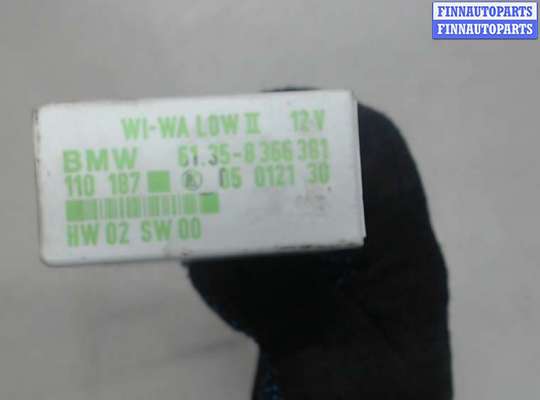 FINNAUTOPARTS
FINNAUTOPARTS
WI-WA LOW II 12-V
BMW 61.35-8 366 361
110 187 05 0121 30
HW 02 SW 00